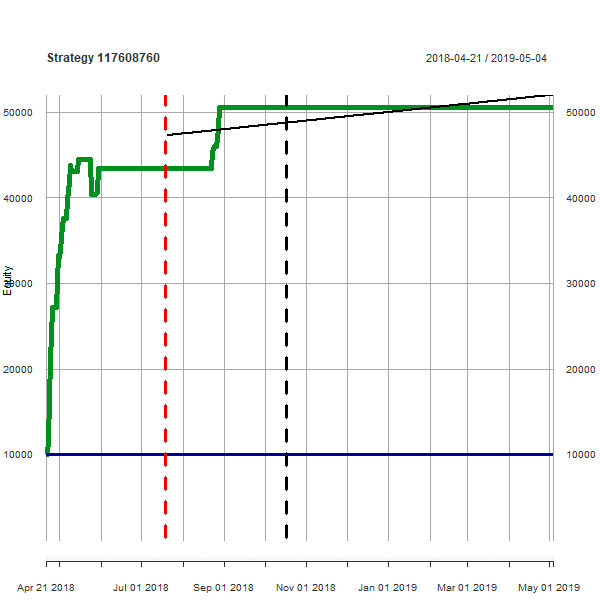 Strategy 117608760
2018-04-21 / 2019-05-04
50000
50000
40000
40000
Equity
30000
30000
20000
20000
10000
10000
Apr 21 2018
Jul 01 2018
Sep 01 2018
Nov 01 2018
Jan 01 2019
Mar 01 2019
May 01 2019